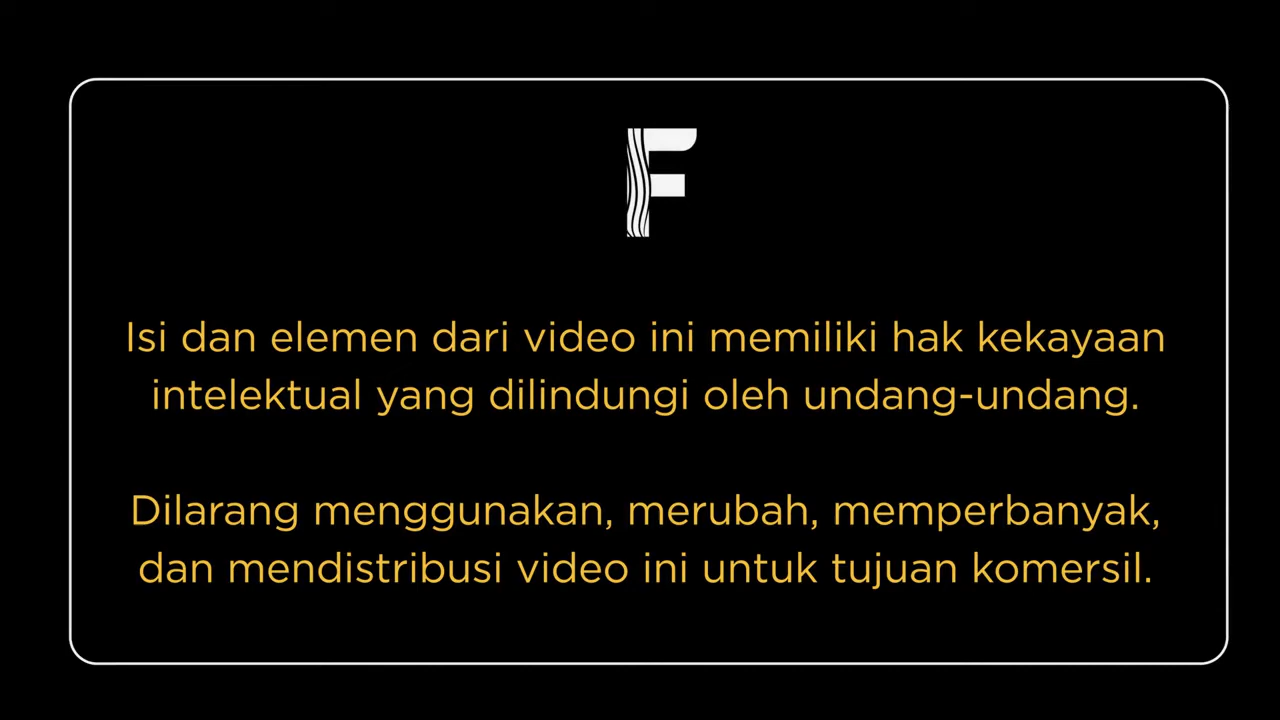 F
Isi dan elemen dari video ini memiliki hak kekayaan
intelektual yang dilindungi oleh undang-undang.
Dilarang menggunakan, merubah, memperbanyak,
dan mendistribusi video ini untuk tujuan komersil.